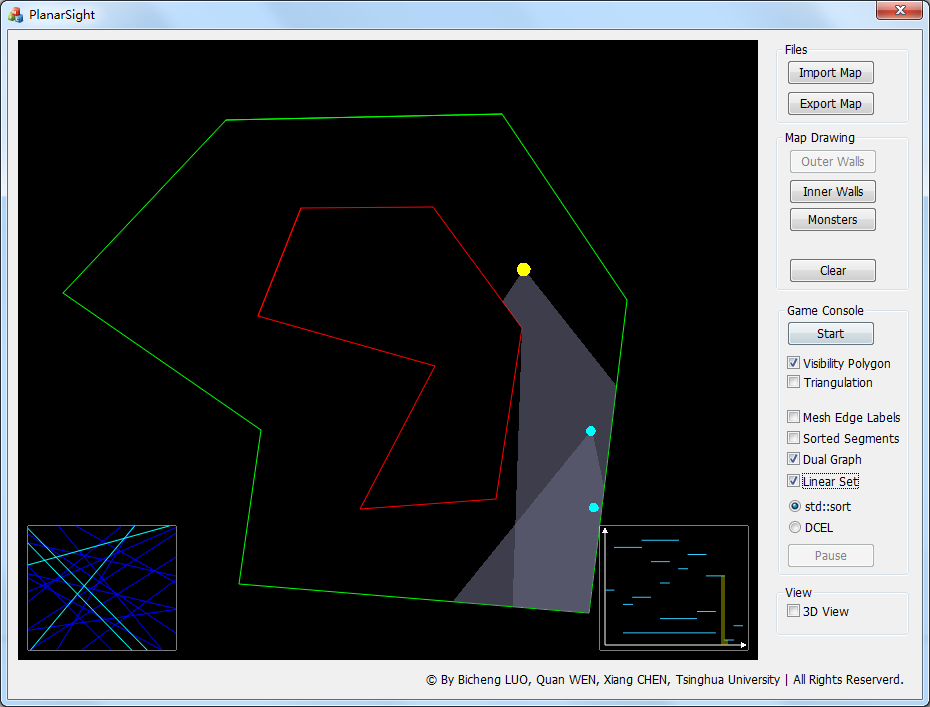 PlanarSight
Files
Import Map
Export Map
Map Drawing
Outer Walls
Inner Walls
Monsters
Clear
Game Console
Start
Visibility Polygon
Triangulation
Mesh Edge Labels
Sorted Segments
Dual Graph
Linear Set
std::sort
DCEL
Pause
View
3D View
© By Bicheng LUO, Quan WEN, Xiang CHEN, Tsinghua University | All Rights Reserverd.